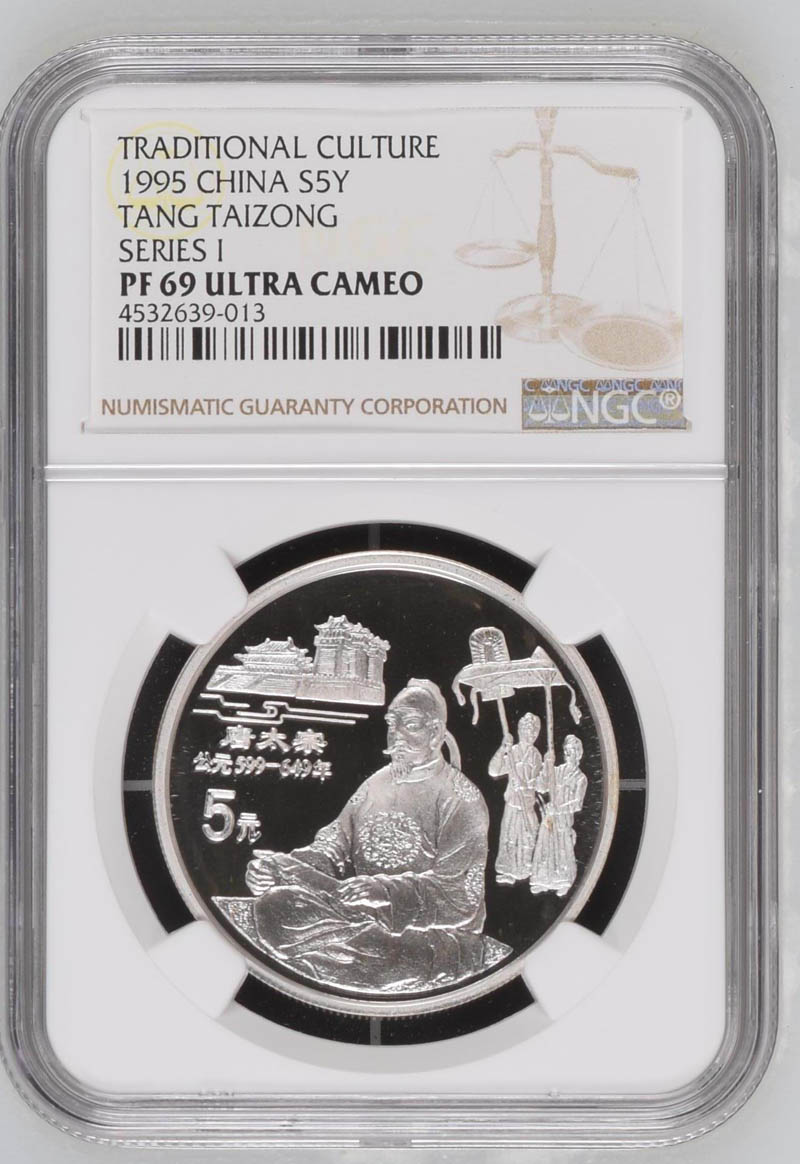 TRADITIONAL CULTURE
1995 CHINA S5Y
TANG TAIZONG
SERIES I
PF 69 ULTRA CAMEO
4532639-013
NUMISMATIC GUARANTY CORPORATION
NGC®
唐太宗
公元599-649年
5元